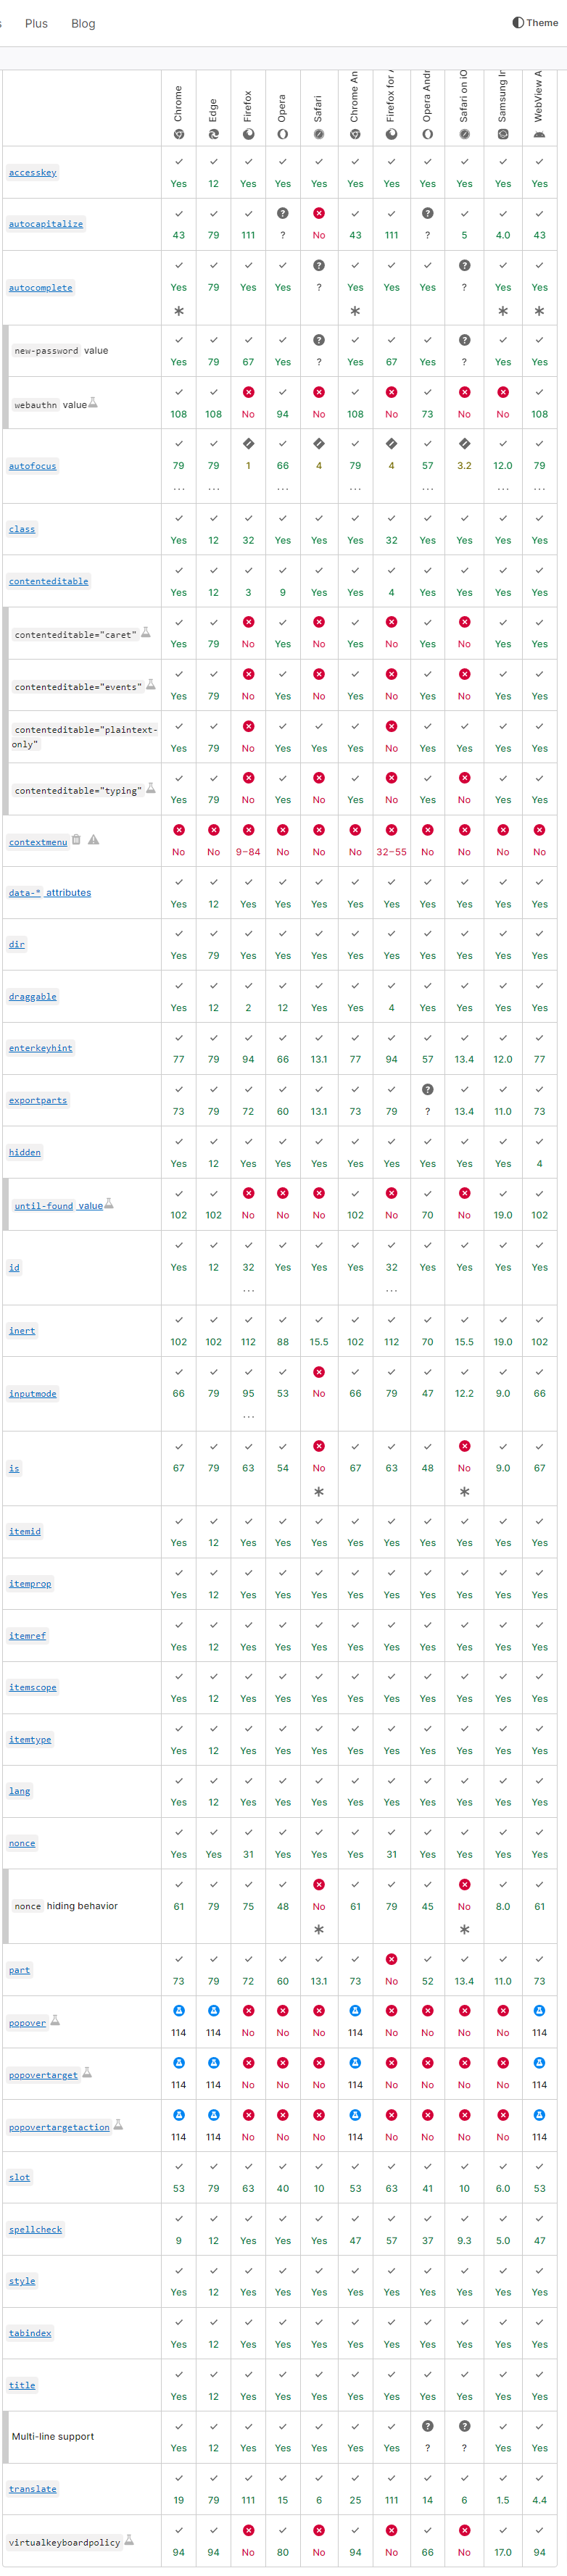 s Plus Blog Theme
Chrome Edge Firefox Opera Safari Chrome An Firefox for A Opera Andr Safari on iO Samsung In WebView A
accesskey Yes 12 Yes Yes Yes Yes Yes Yes Yes Yes Yes
autocapitalize 43 79 111 ? No 43 111 ? 5 4.0 43
autocomplete Yes 79 Yes Yes ? Yes Yes Yes ? Yes Yes
* * * *
new-password value Yes 79 67 Yes ? Yes 67 Yes ? Yes Yes
webauthn value 108 108 No 94 No 108 No 73 No No 108
autofocus 79 79 1 66 4 79 4 57 3.2 12.0 79
... ... ... ... ... ... ... ... ... ... ...
class Yes 12 32 Yes Yes Yes 32 Yes Yes Yes Yes
contenteditable Yes 12 3 9 Yes Yes 4 Yes Yes Yes Yes
contenteditable="caret" Yes 79 No Yes No Yes No Yes No Yes Yes
contenteditable="events" Yes 79 No Yes No Yes No Yes No Yes Yes
contenteditable="plaintext-
only" Yes 79 No Yes Yes Yes No Yes Yes Yes Yes
contenteditable="typing" Yes 79 No Yes No Yes No Yes No Yes Yes
contextmenu No No 9–84 No No No 32–55 No No No No
data-* attributes Yes 12 Yes Yes Yes Yes Yes Yes Yes Yes Yes
dir Yes 79 Yes Yes Yes Yes Yes Yes Yes Yes Yes
draggable Yes 12 2 12 Yes Yes 4 Yes Yes Yes Yes
enterkeyhint 77 79 94 66 13.1 77 94 57 13.4 12.0 77
exportparts 73 79 72 60 13.1 73 79 ? 13.4 11.0 73
hidden Yes 12 Yes Yes Yes Yes Yes Yes Yes Yes 4
until-found value 102 102 No No No 102 No 70 No 19.0 102
id Yes 12 32 Yes Yes Yes 32 Yes Yes Yes Yes
... ...
inert 102 102 112 88 15.5 102 112 70 15.5 19.0 102
inputmode 66 79 95 53 No 66 79 47 12.2 9.0 66
...
is 67 79 63 54 No 67 63 48 No 9.0 67
* *
itemid Yes 12 Yes Yes Yes Yes Yes Yes Yes Yes Yes
itemprop Yes 12 Yes Yes Yes Yes Yes Yes Yes Yes Yes
itemref Yes 12 Yes Yes Yes Yes Yes Yes Yes Yes Yes
itemscope Yes 12 Yes Yes Yes Yes Yes Yes Yes Yes Yes
itemtype Yes 12 Yes Yes Yes Yes Yes Yes Yes Yes Yes
lang Yes 12 Yes Yes Yes Yes Yes Yes Yes Yes Yes
nonce Yes Yes 31 Yes Yes Yes 31 Yes Yes Yes Yes
nonce hiding behavior 61 79 75 48 No 61 79 45 No 8.0 61
* *
part 73 79 72 60 13.1 73 No 52 13.4 11.0 73
popover 114 114 No No No 114 No No No No 114
popovertarget 114 114 No No No 114 No No No No 114
popovertargetaction 114 114 No No No 114 No No No No 114
slot 53 79 63 40 10 53 63 41 10 6.0 53
spellcheck 9 12 Yes Yes Yes 47 57 37 9.3 5.0 47
style Yes 12 Yes Yes Yes Yes Yes Yes Yes Yes Yes
tabindex Yes 12 Yes Yes Yes Yes Yes Yes Yes Yes Yes
title Yes 12 Yes Yes Yes Yes Yes Yes Yes Yes Yes
Multi-line support Yes 12 Yes Yes Yes Yes Yes ? ? Yes Yes
translate 19 79 111 15 6 25 111 14 6 1.5 4.4
virtualkeyboardpolicy 94 94 No 80 No 94 No 66 No 17.0 94